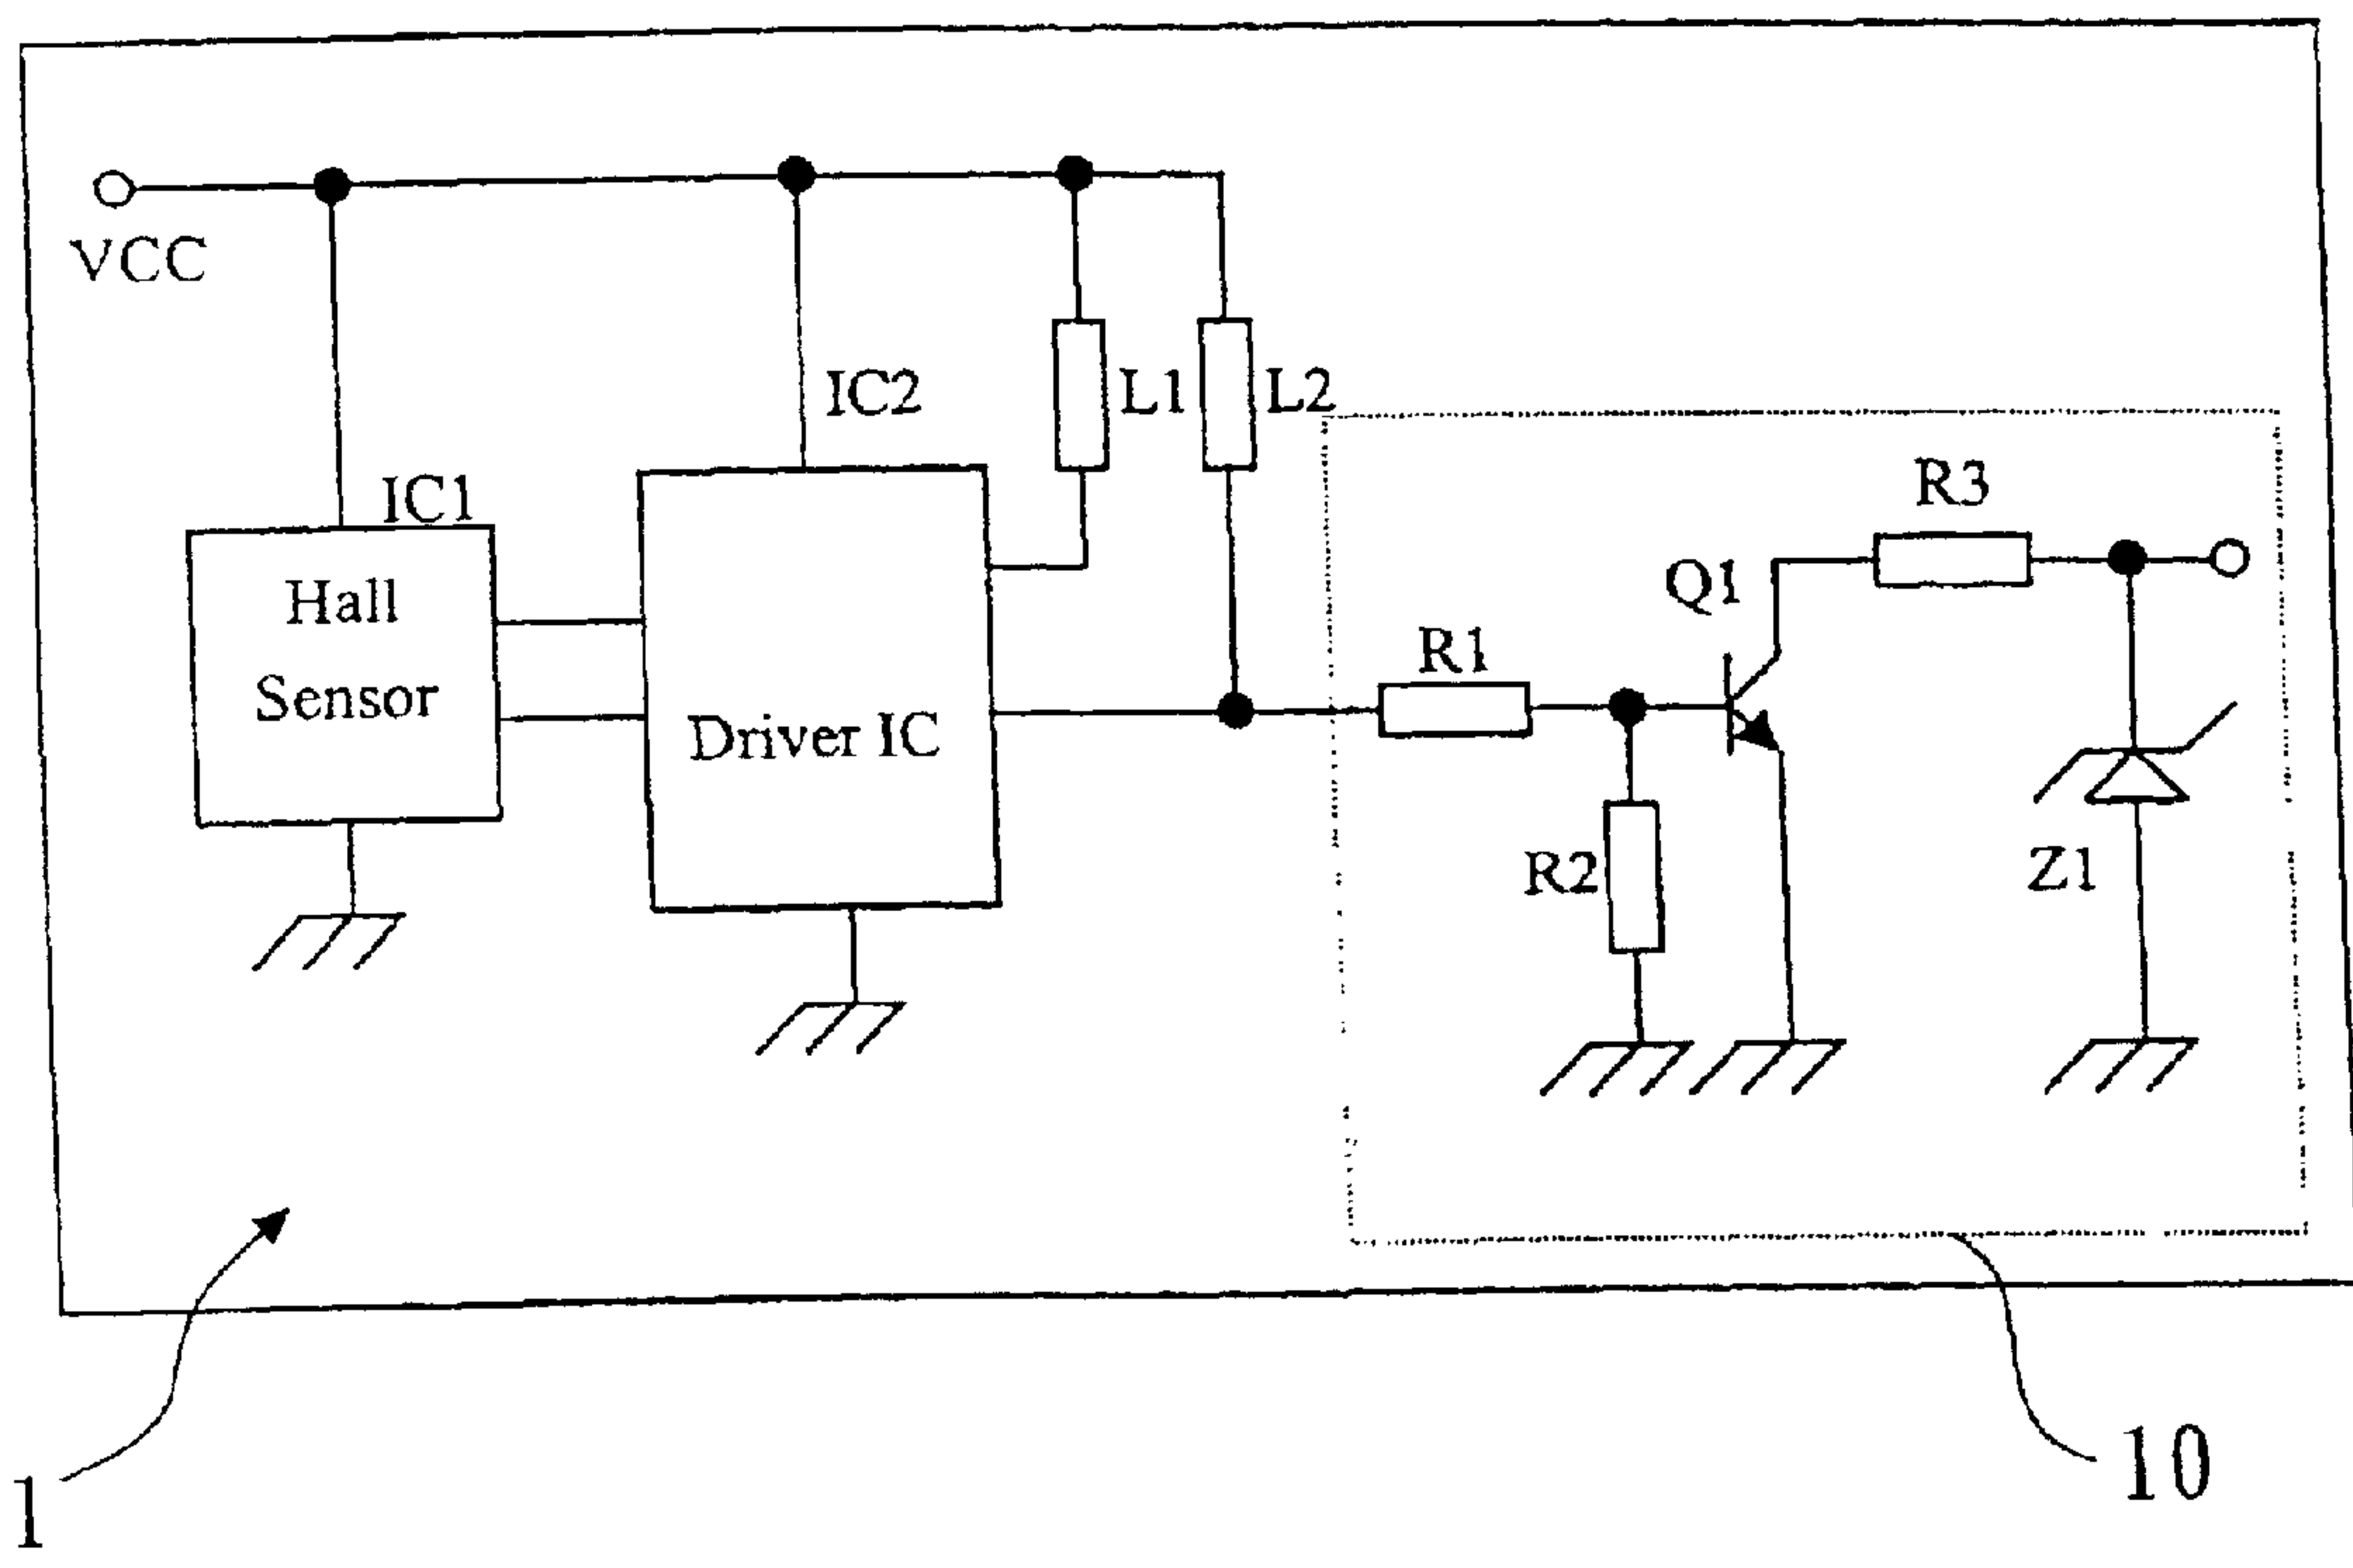 VCC
IC2
L1
L2
IC1
R3
Hall
Sensor
Q1
R1
Driver IC
R2
Z1
1
10